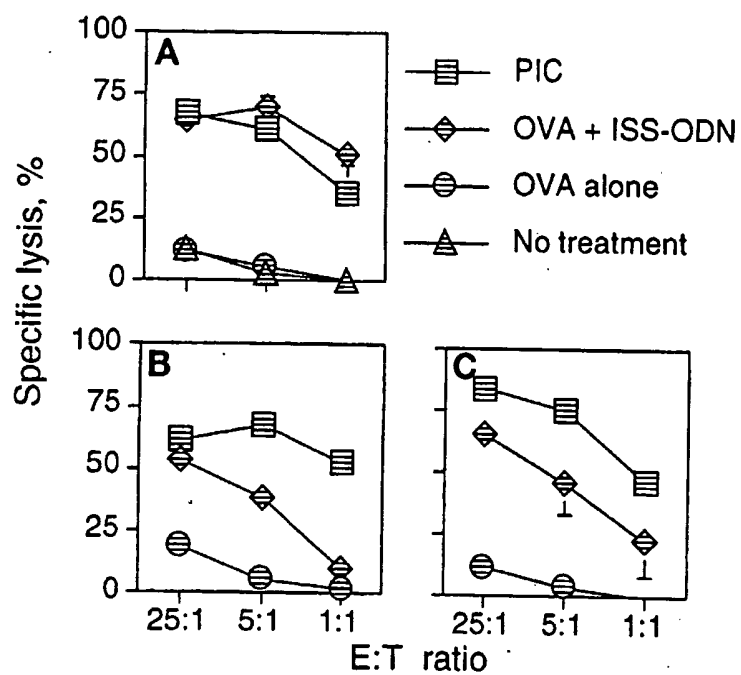 100
75
50
25
0
A
PIC
OVA + ISS-ODN
OVA alone
No treatment
Specific lysis, %
100
75
50
25
0
B
C
25:1 5:1 1:1
25:1 5:1 1:1
E:T ratio